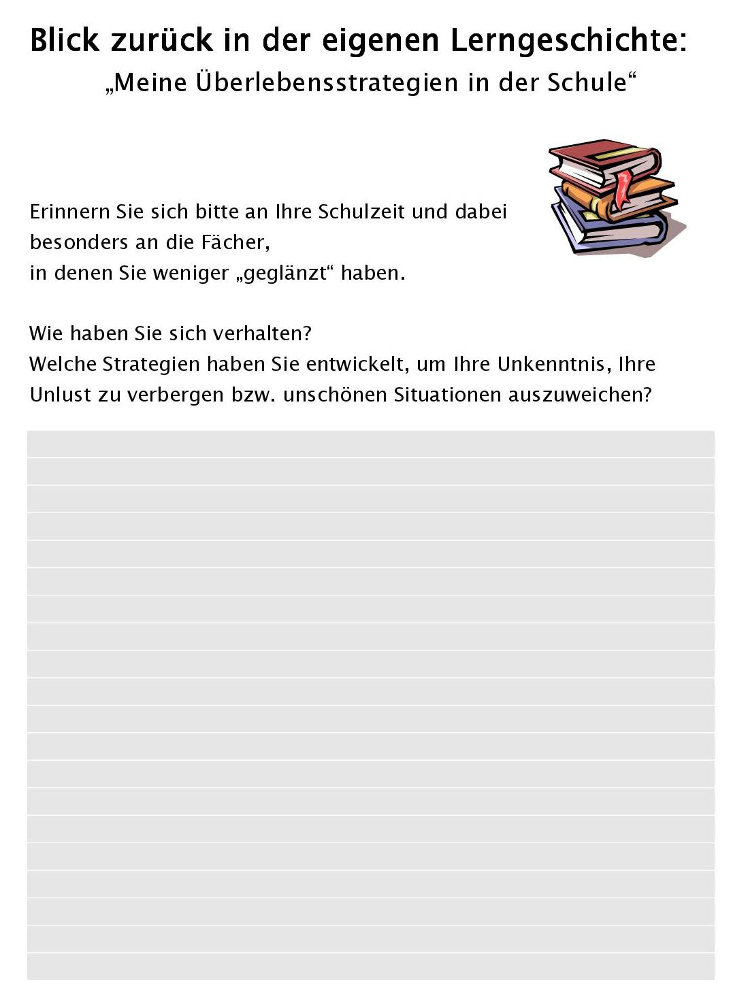 Blick zurück in der eigenen Lerngeschichte:
„Meine Überlebensstrategien in der Schule“
Erinnern Sie sich bitte an Ihre Schulzeit und dabei
besonders an die Fächer,
in denen Sie weniger „geglänzt“ haben.
Wie haben Sie sich verhalten?
Welche Strategien haben Sie entwickelt, um Ihre Unkenntnis, Ihre
Unlust zu verbergen bzw. unschönen Situationen auszuweichen?